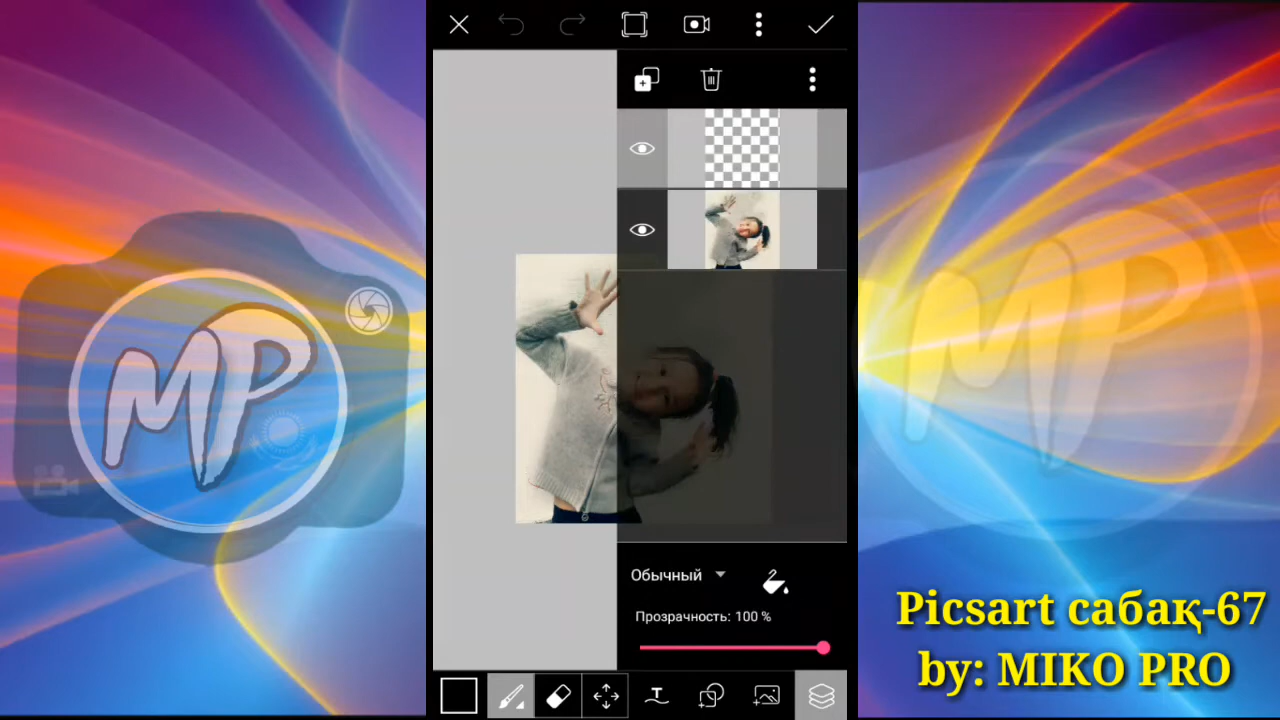 MP
MP
Обычный
Прозрачность: 100 %
Picsart сабақ-67
by: MIKO PRO